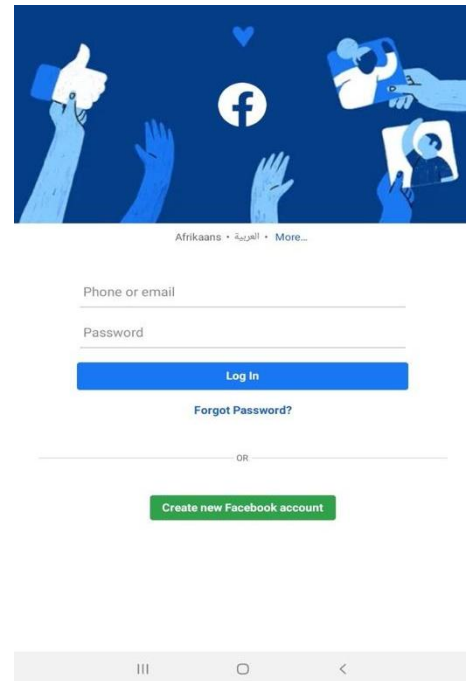 Afrikaans • العربية • More...
Phone or email
Password
Log In
Forgot Password?
OR
Create new Facebook account